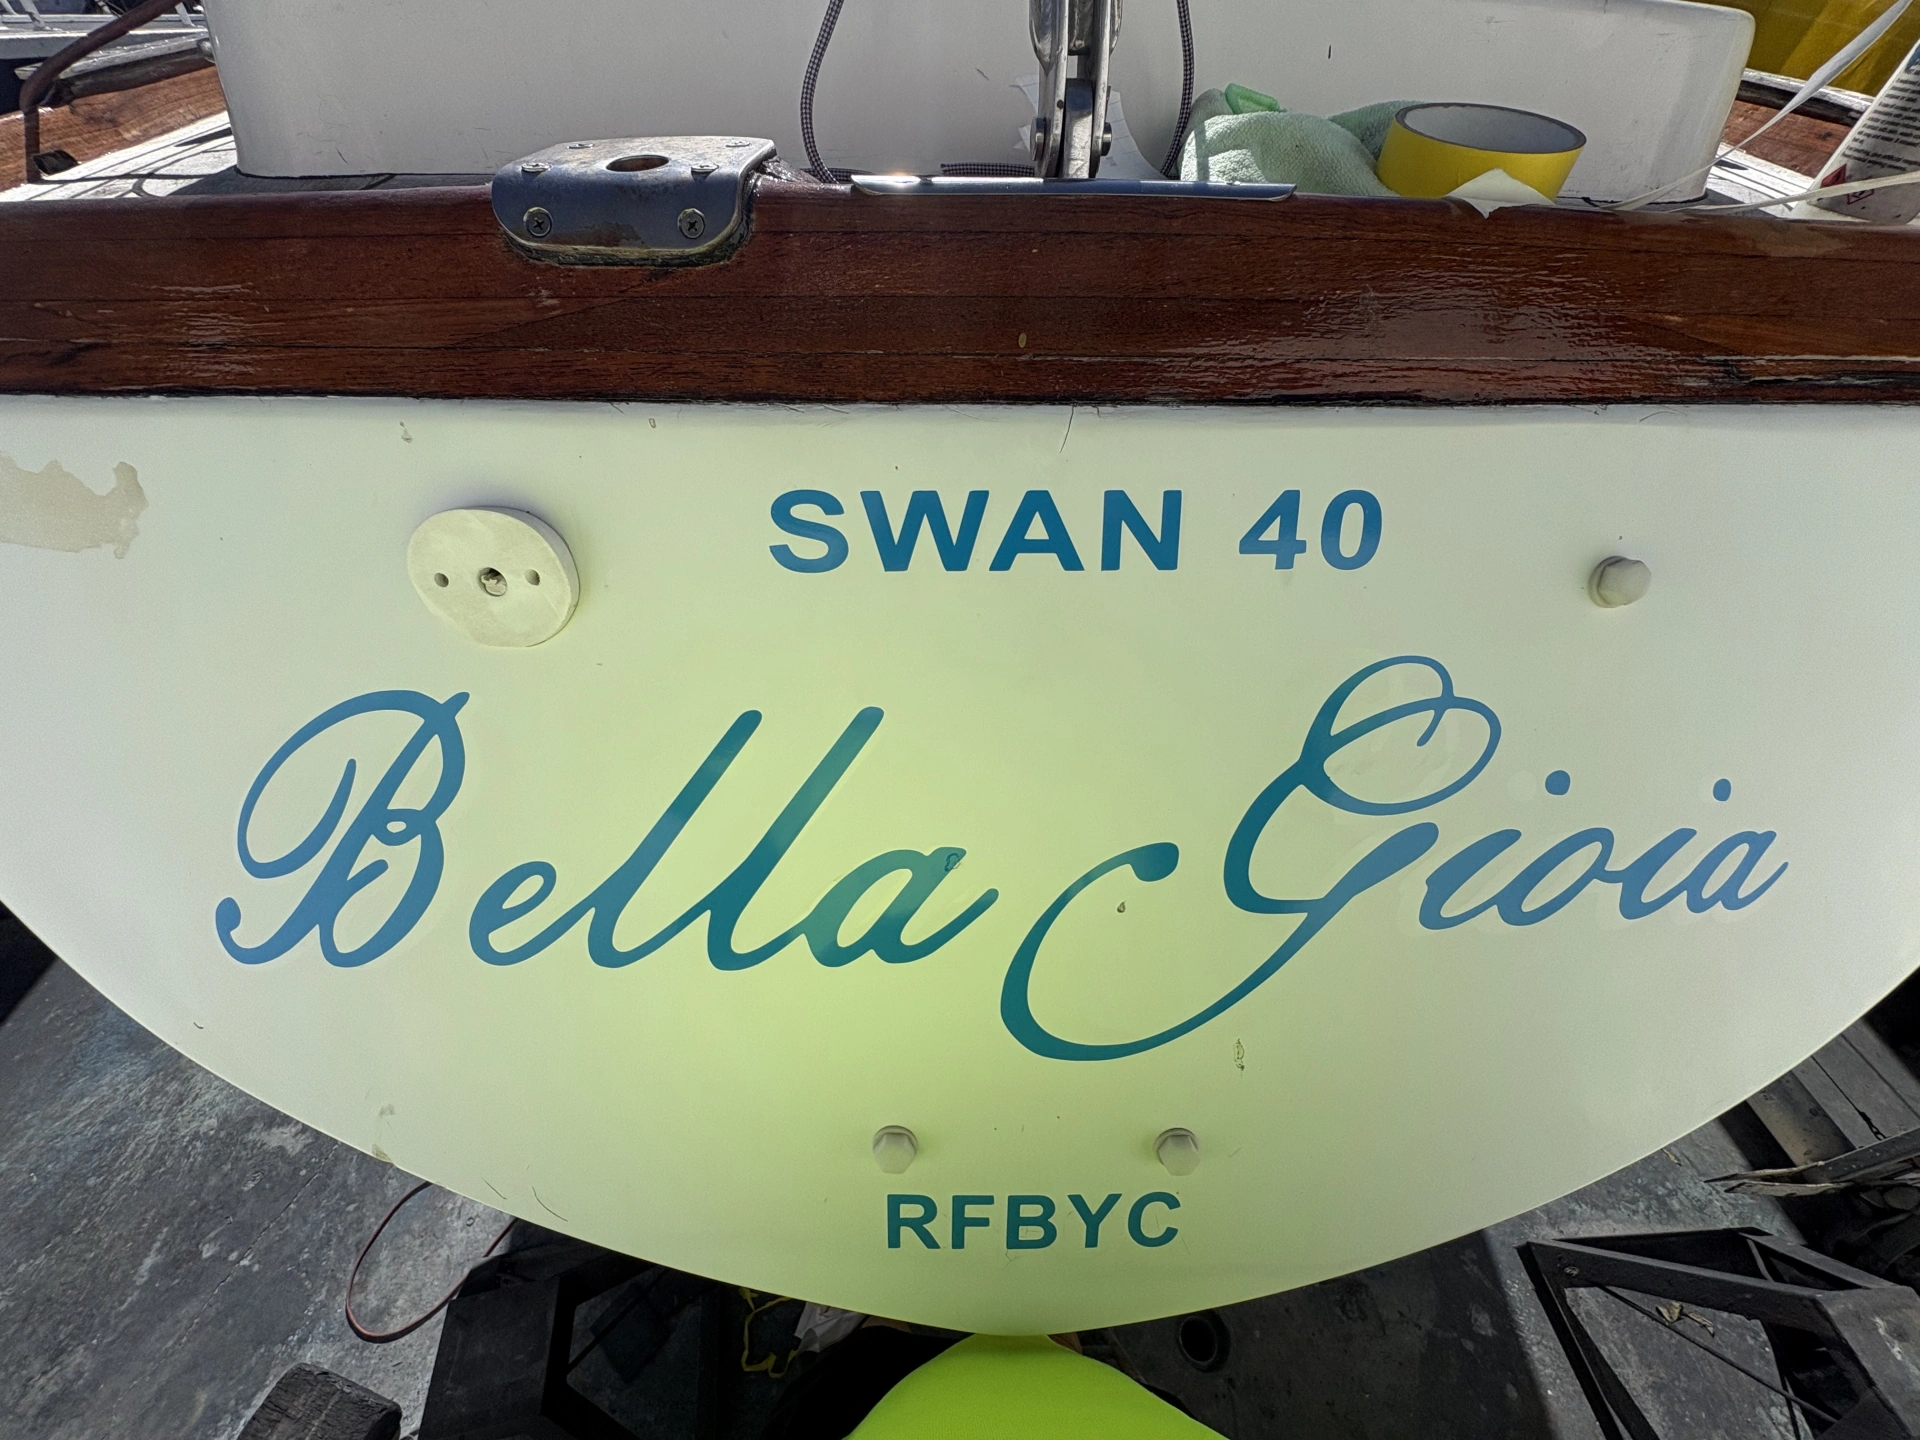 SWAN 40
Bella Gioia
RFBYC